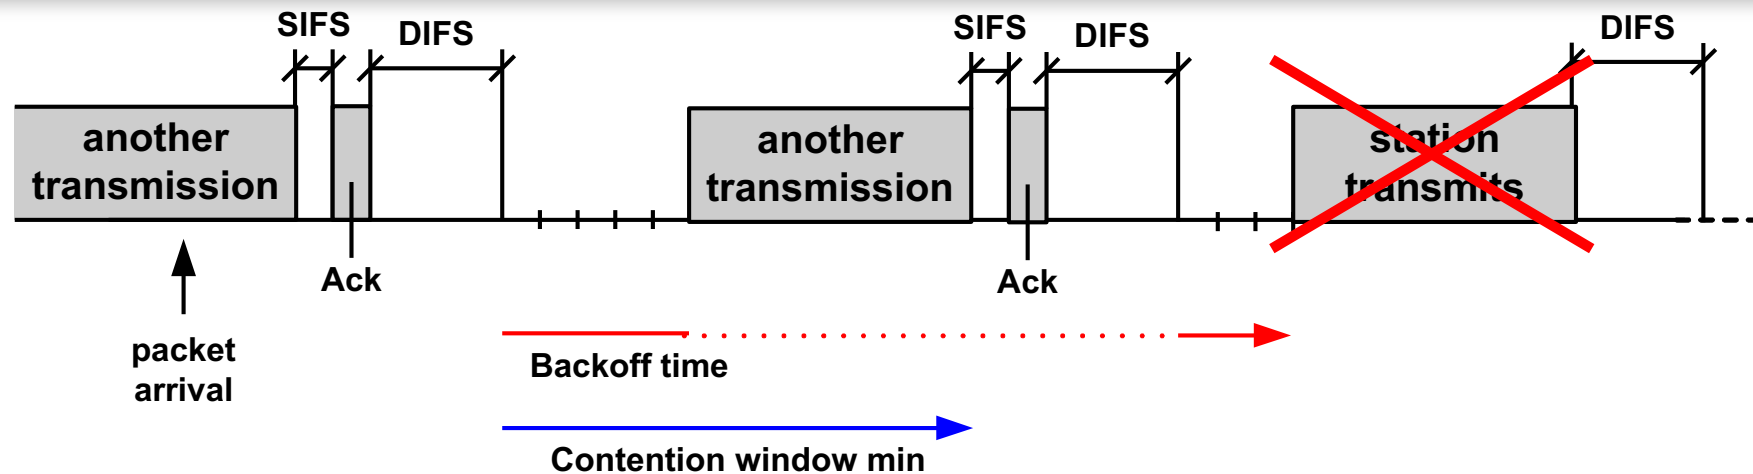 SIFS
DIFS
SIFS
DIFS
DIFS
another
transmission
another
transmission
station
transmits
Ack
Ack
packet
arrival
Backoff time
Contention window min